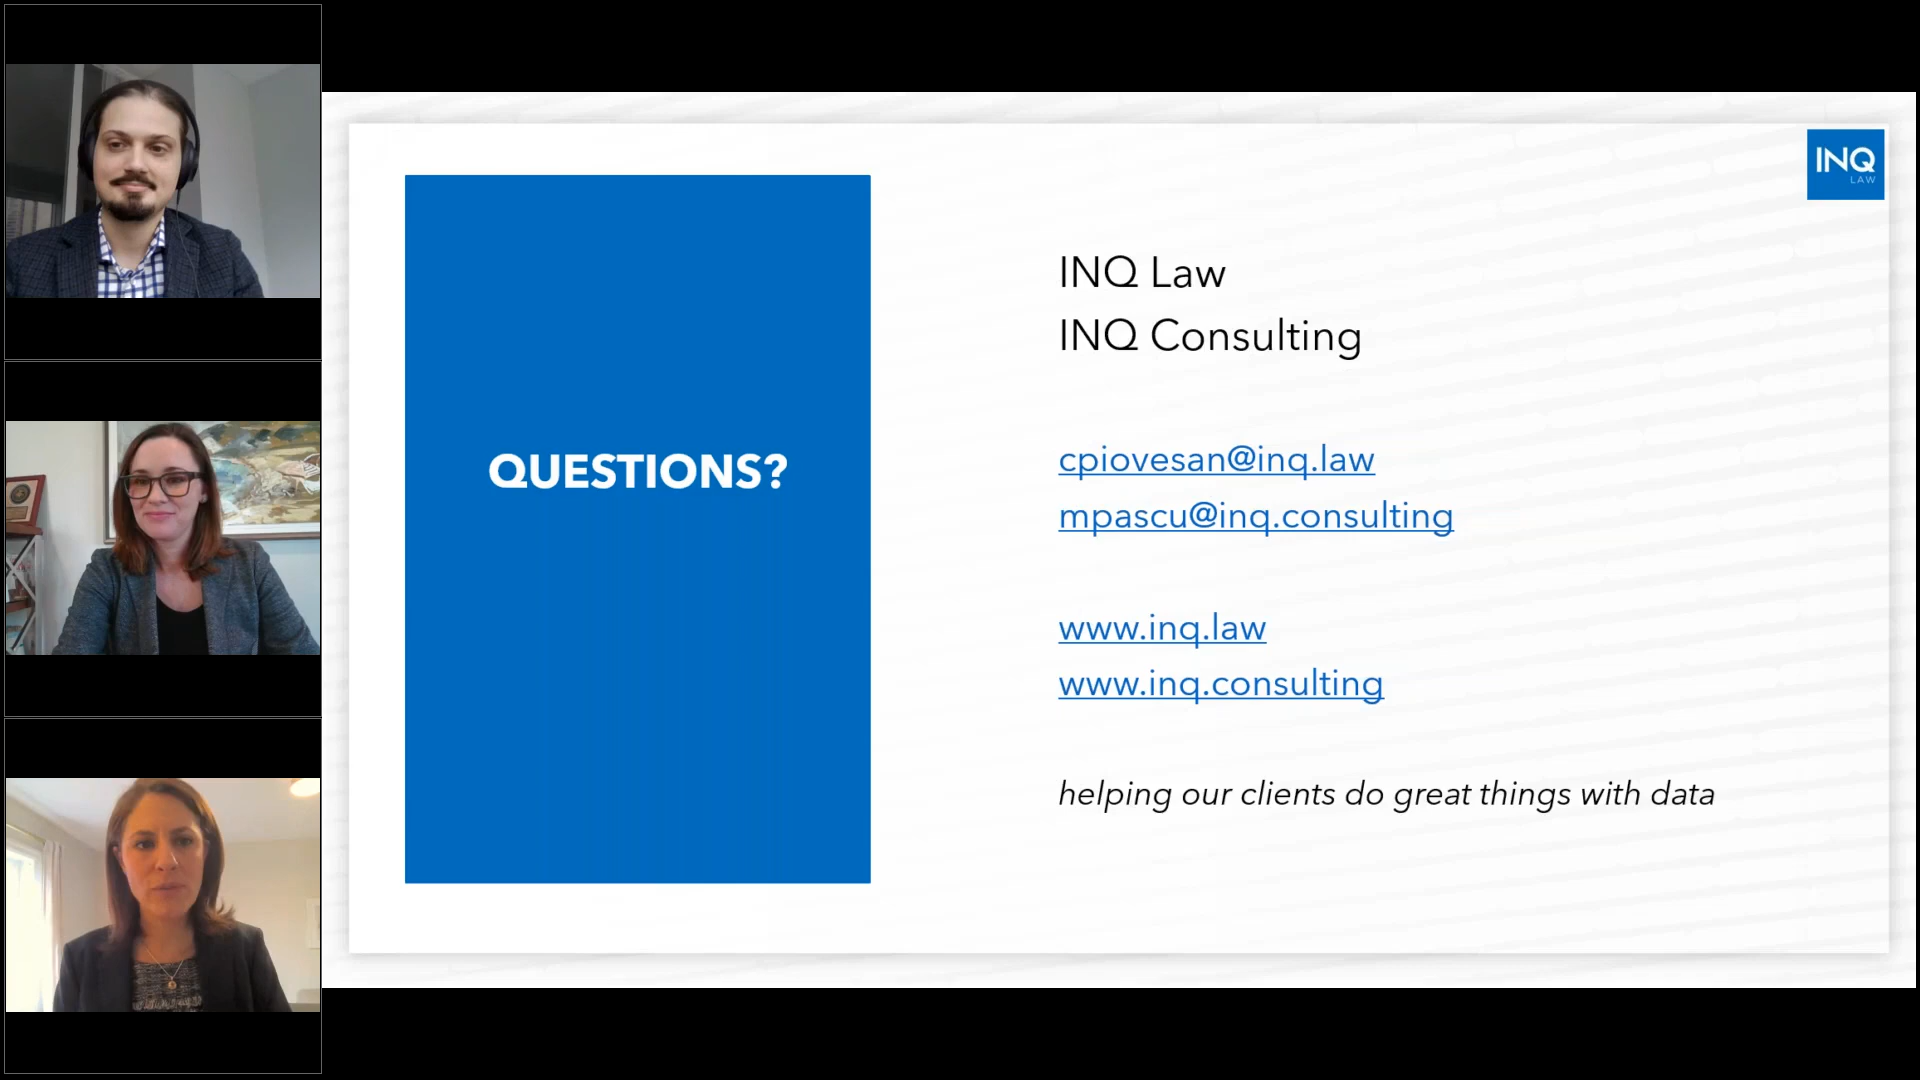 INQ
LAW
QUESTIONS?
INQ Law
INQ Consulting
cpiovesan@inq.law
mpascu@inq.consulting
www.inq.law
www.inq.consulting
helping our clients do great things with data